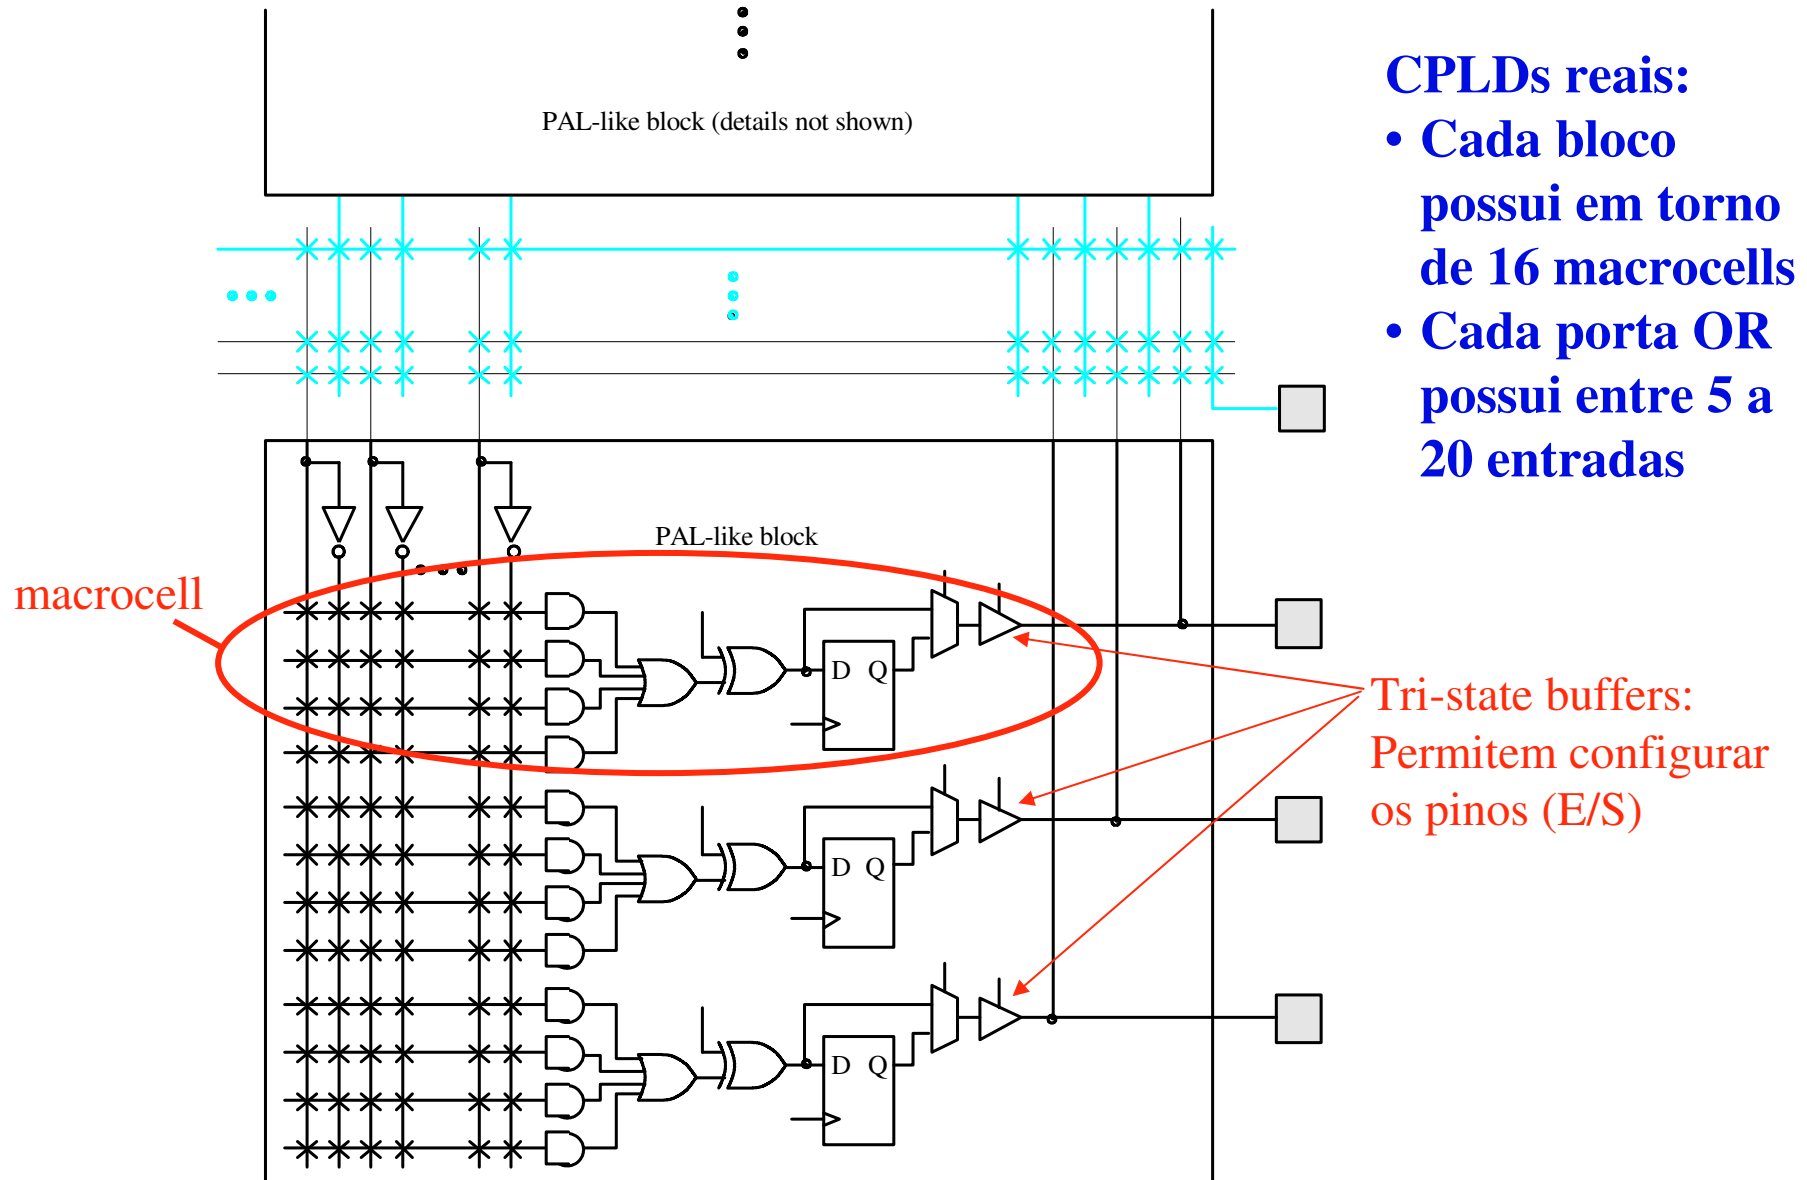 PAL-like block (details not shown)
CPLDs reais:
• Cada bloco
possui em torno
de 16 macrocells
• Cada porta OR
possui entre 5 a
20 entradas
PAL-like block
macrocell
D Q
Tri-state buffers:
Permitem configurar
os pinos (E/S)
D Q
D Q